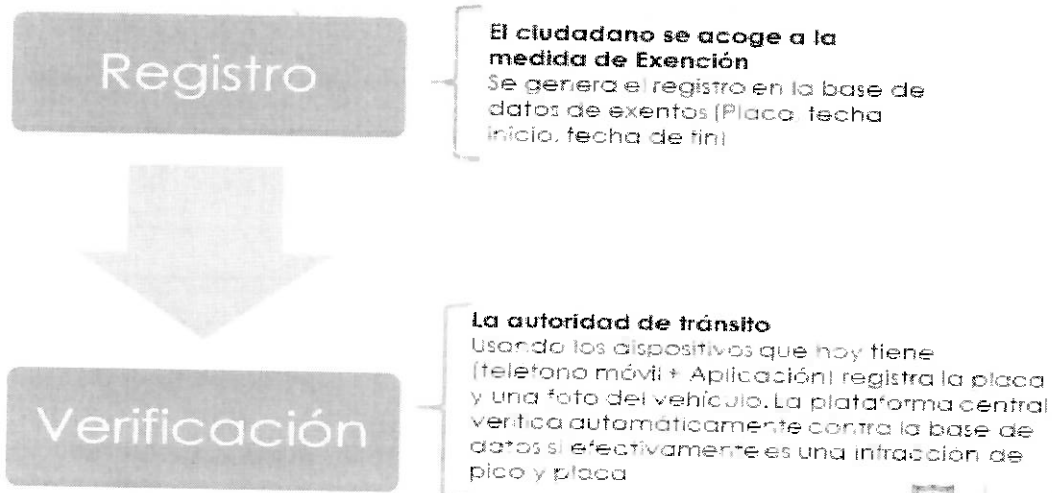 Registro
El ciudadano se acoge a la
medida de Exención
Se genera el registro en la base de
datos de exentos (Placa, fecha
inicio, fecha de fin)
Verificación
La autoridad de tránsito
Usando los dispositivos que hoy tiene
(teléfono móvil + Aplicación) registra la placa
y una foto del vehículo. La plataforma central
verifica automáticamente contra la base de
datos si efectivamente es una infracción de
pico y placa